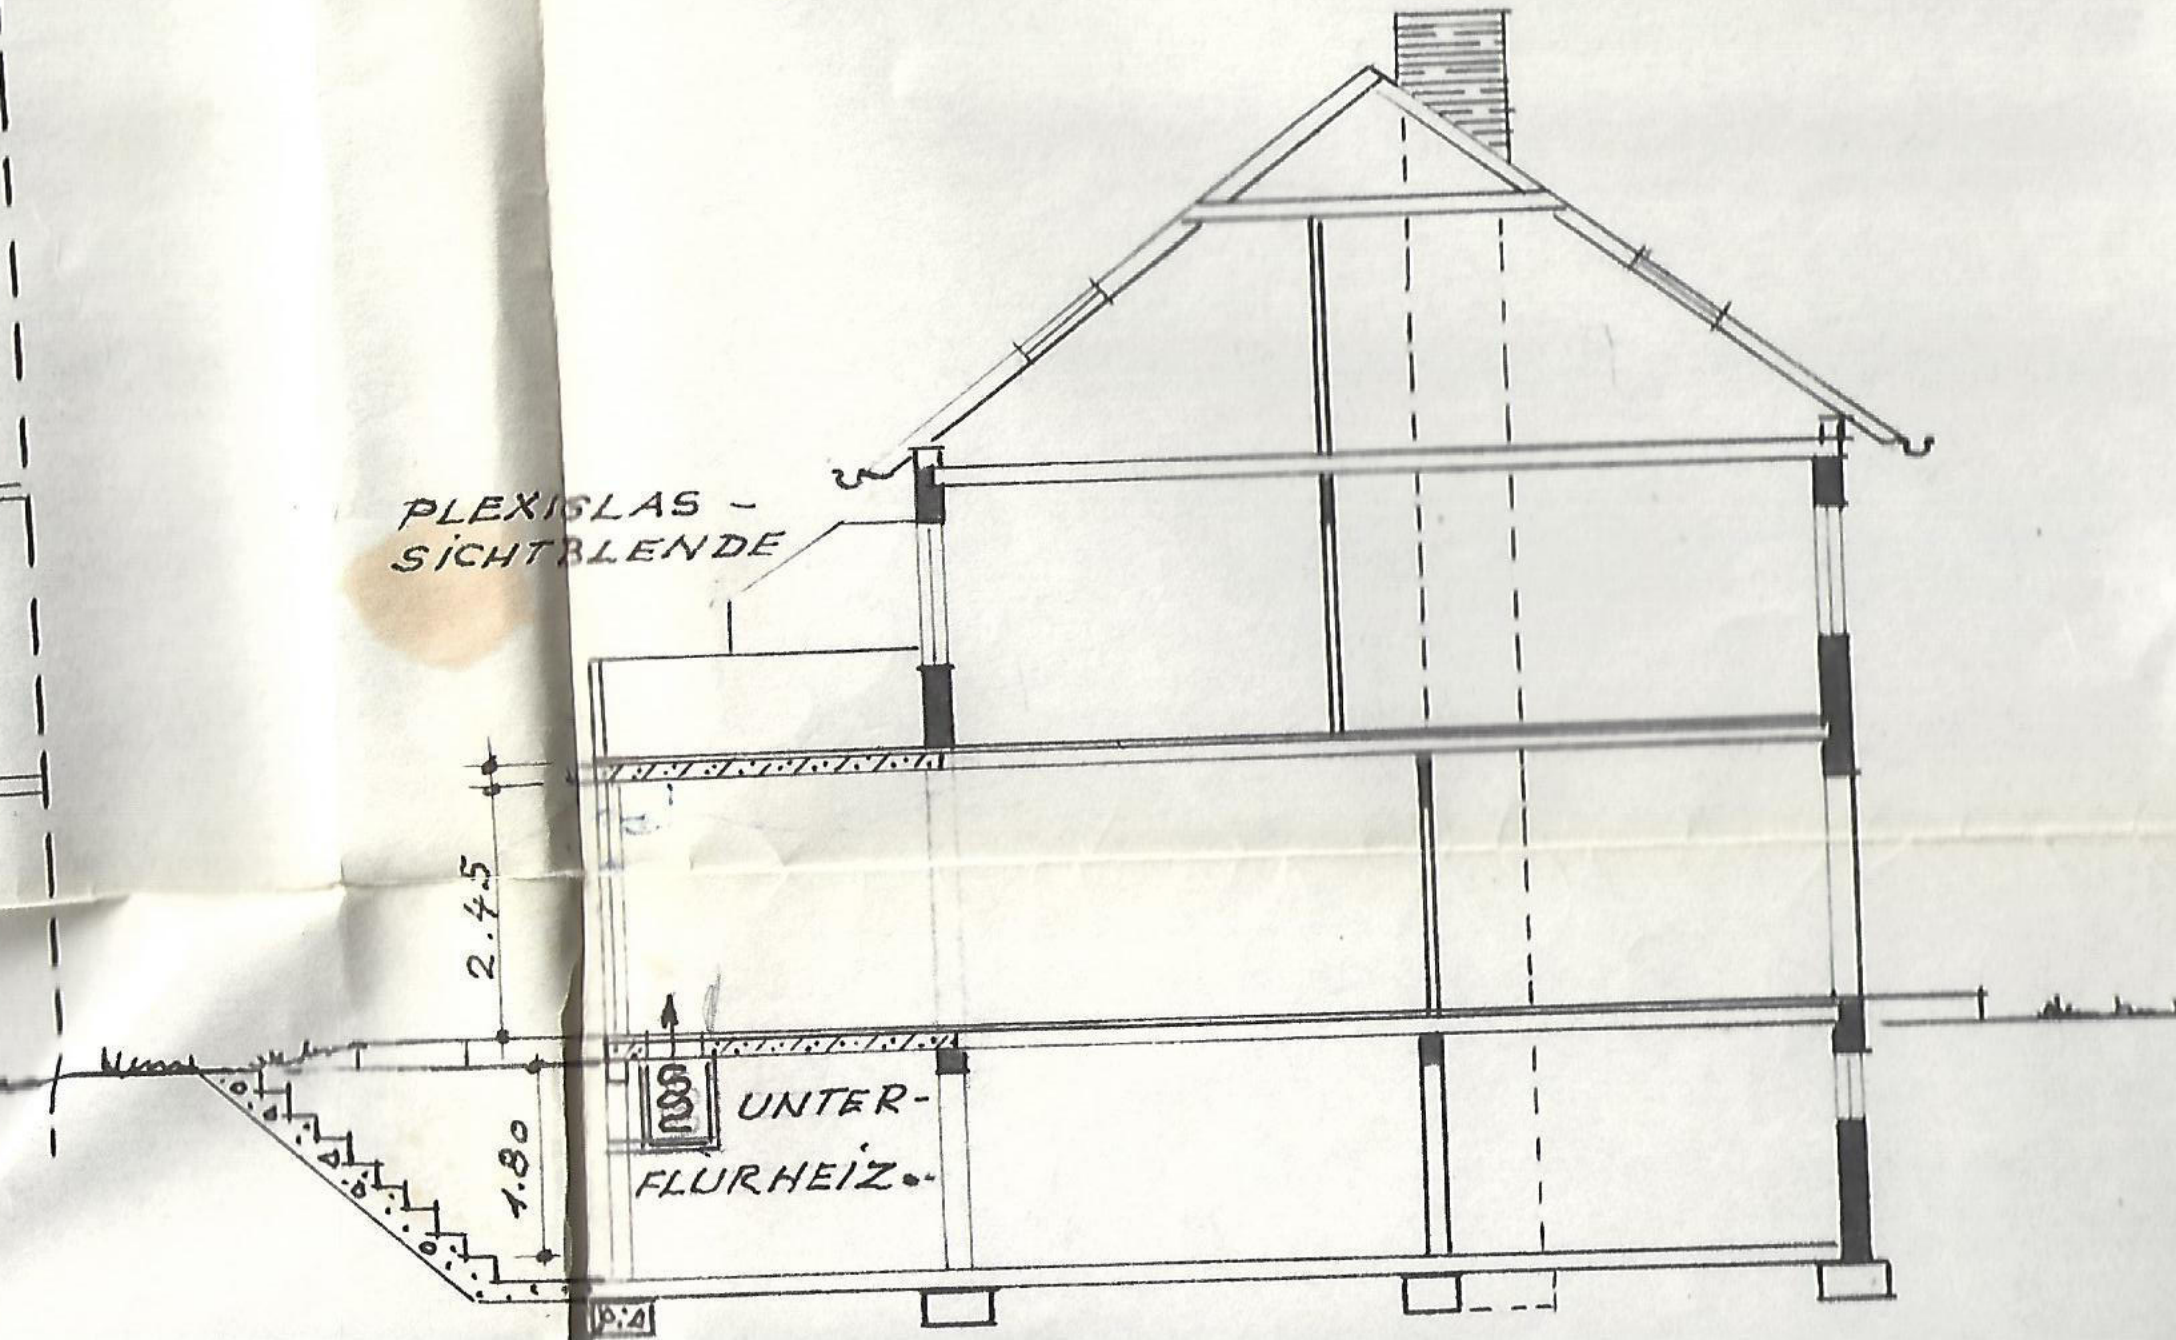 PLEXIGLAS -
SICHTBLENDE
2.45
UNTER-
FLURHEIZ..
1.80